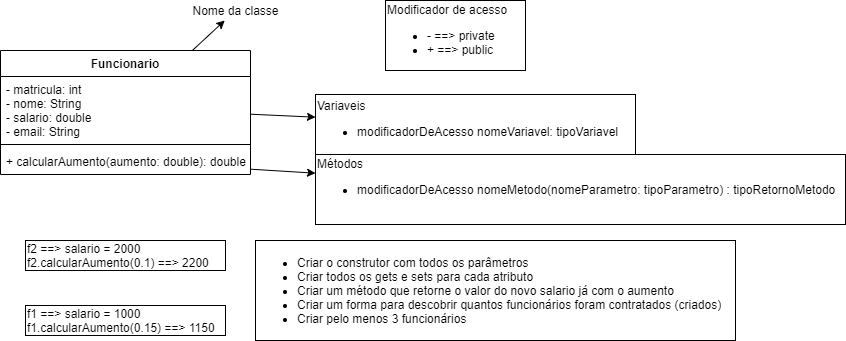 Nome da classe
Modificador de acesso
- ==> private
+ ==> public
Funcionario
- matricula: int
- nome: String
- salario: double
- email: String
+ calcularAumento(aumento: double): double
Variaveis
modificadorDeAcesso nomeVariavel: tipoVariavel
Métodos
modificadorDeAcesso nomeMetodo(nomeParametro: tipoParametro) : tipoRetornoMetodo
f2 ==> salario = 2000
f2.calcularAumento(0.1) ==> 2200
f1 ==> salario = 1000
f1.calcularAumento(0.15) ==> 1150
Criar o construtor com todos os parâmetros
Criar todos os gets e sets para cada atributo
Criar um método que retorne o valor do novo salario já com o aumento
Criar um forma para descobrir quantos funcionários foram contratados (criados)
Criar pelo menos 3 funcionários